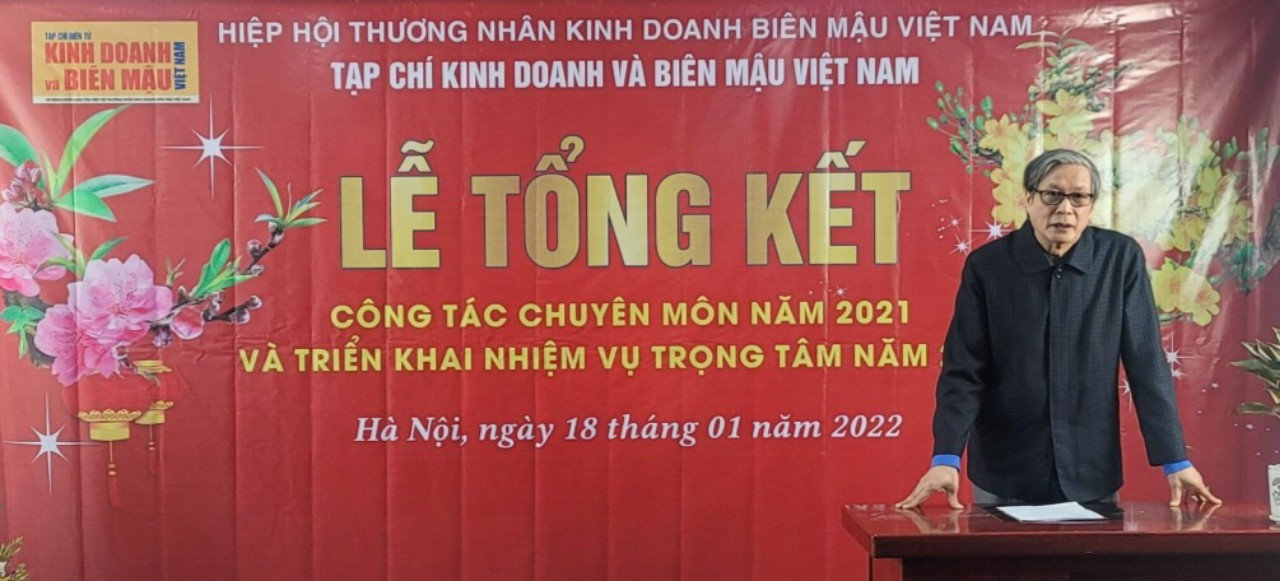 TẠP CHÍ ĐIỆN TỬ
KINH DOANH
VÀ BIÊN MẬU
VIỆT NAM
HIỆP HỘI THƯƠNG NHÂN KINH DOANH BIÊN MẬU VIỆT NAM
TẠP CHÍ KINH DOANH VÀ BIÊN MẬU VIỆT NAM
LỄ TỔNG KẾT
CÔNG TÁC CHUYÊN MÔN NĂM 2021
VÀ TRIỂN KHAI NHIỆM VỤ TRỌNG TÂM NĂM
Hà Nội, ngày 18 tháng 01 năm 2022